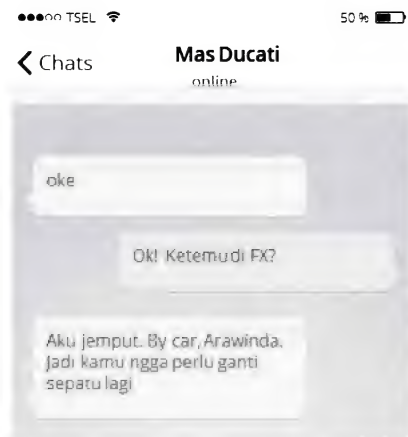 ●●●○○ TSEL 50 %
Chats Mas Ducati
online
oke
Ok! Ketemu di FX?
Aku jemput. By car, Arawinda.
Jadi kamu ngga perlu ganti
sepatu lagi